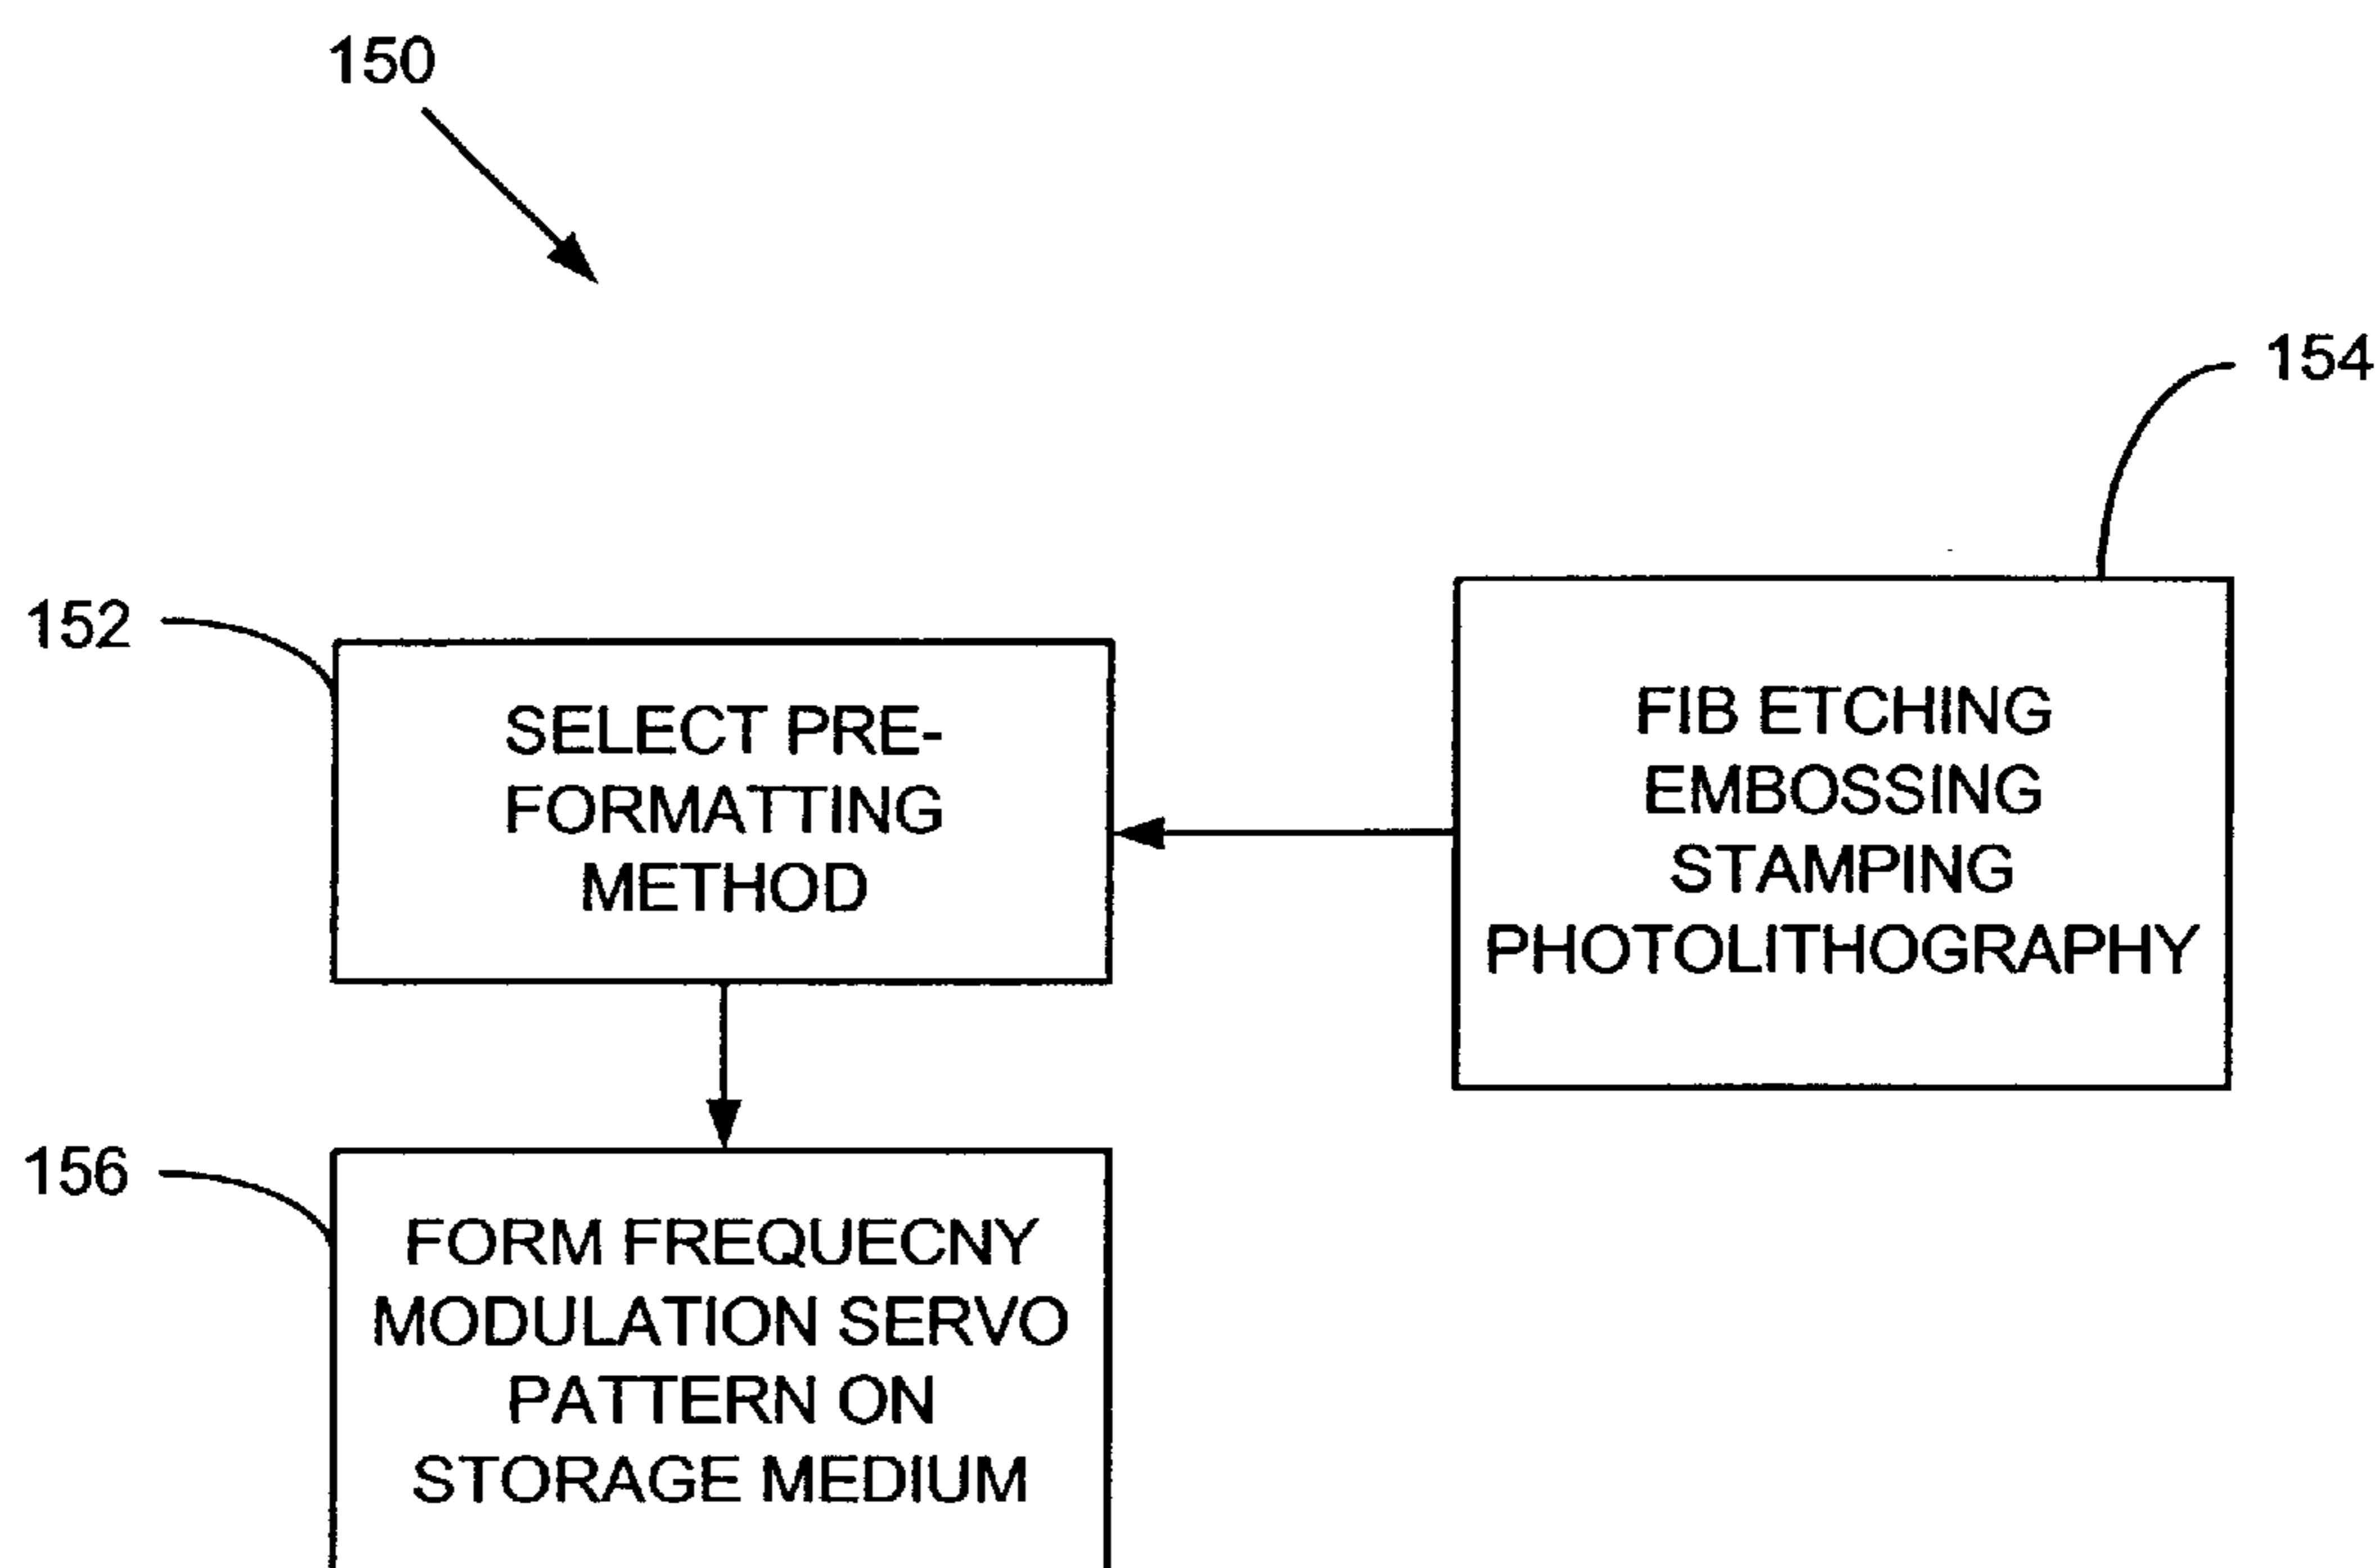 150
154
152
SELECT PRE-
FORMATTING
METHOD
FIB ETCHING
EMBOSSING
STAMPING
PHOTOLITHOGRAPHY
156
FORM FREQUECNY
MODULATION SERVO
PATTERN ON
STORAGE MEDIUM